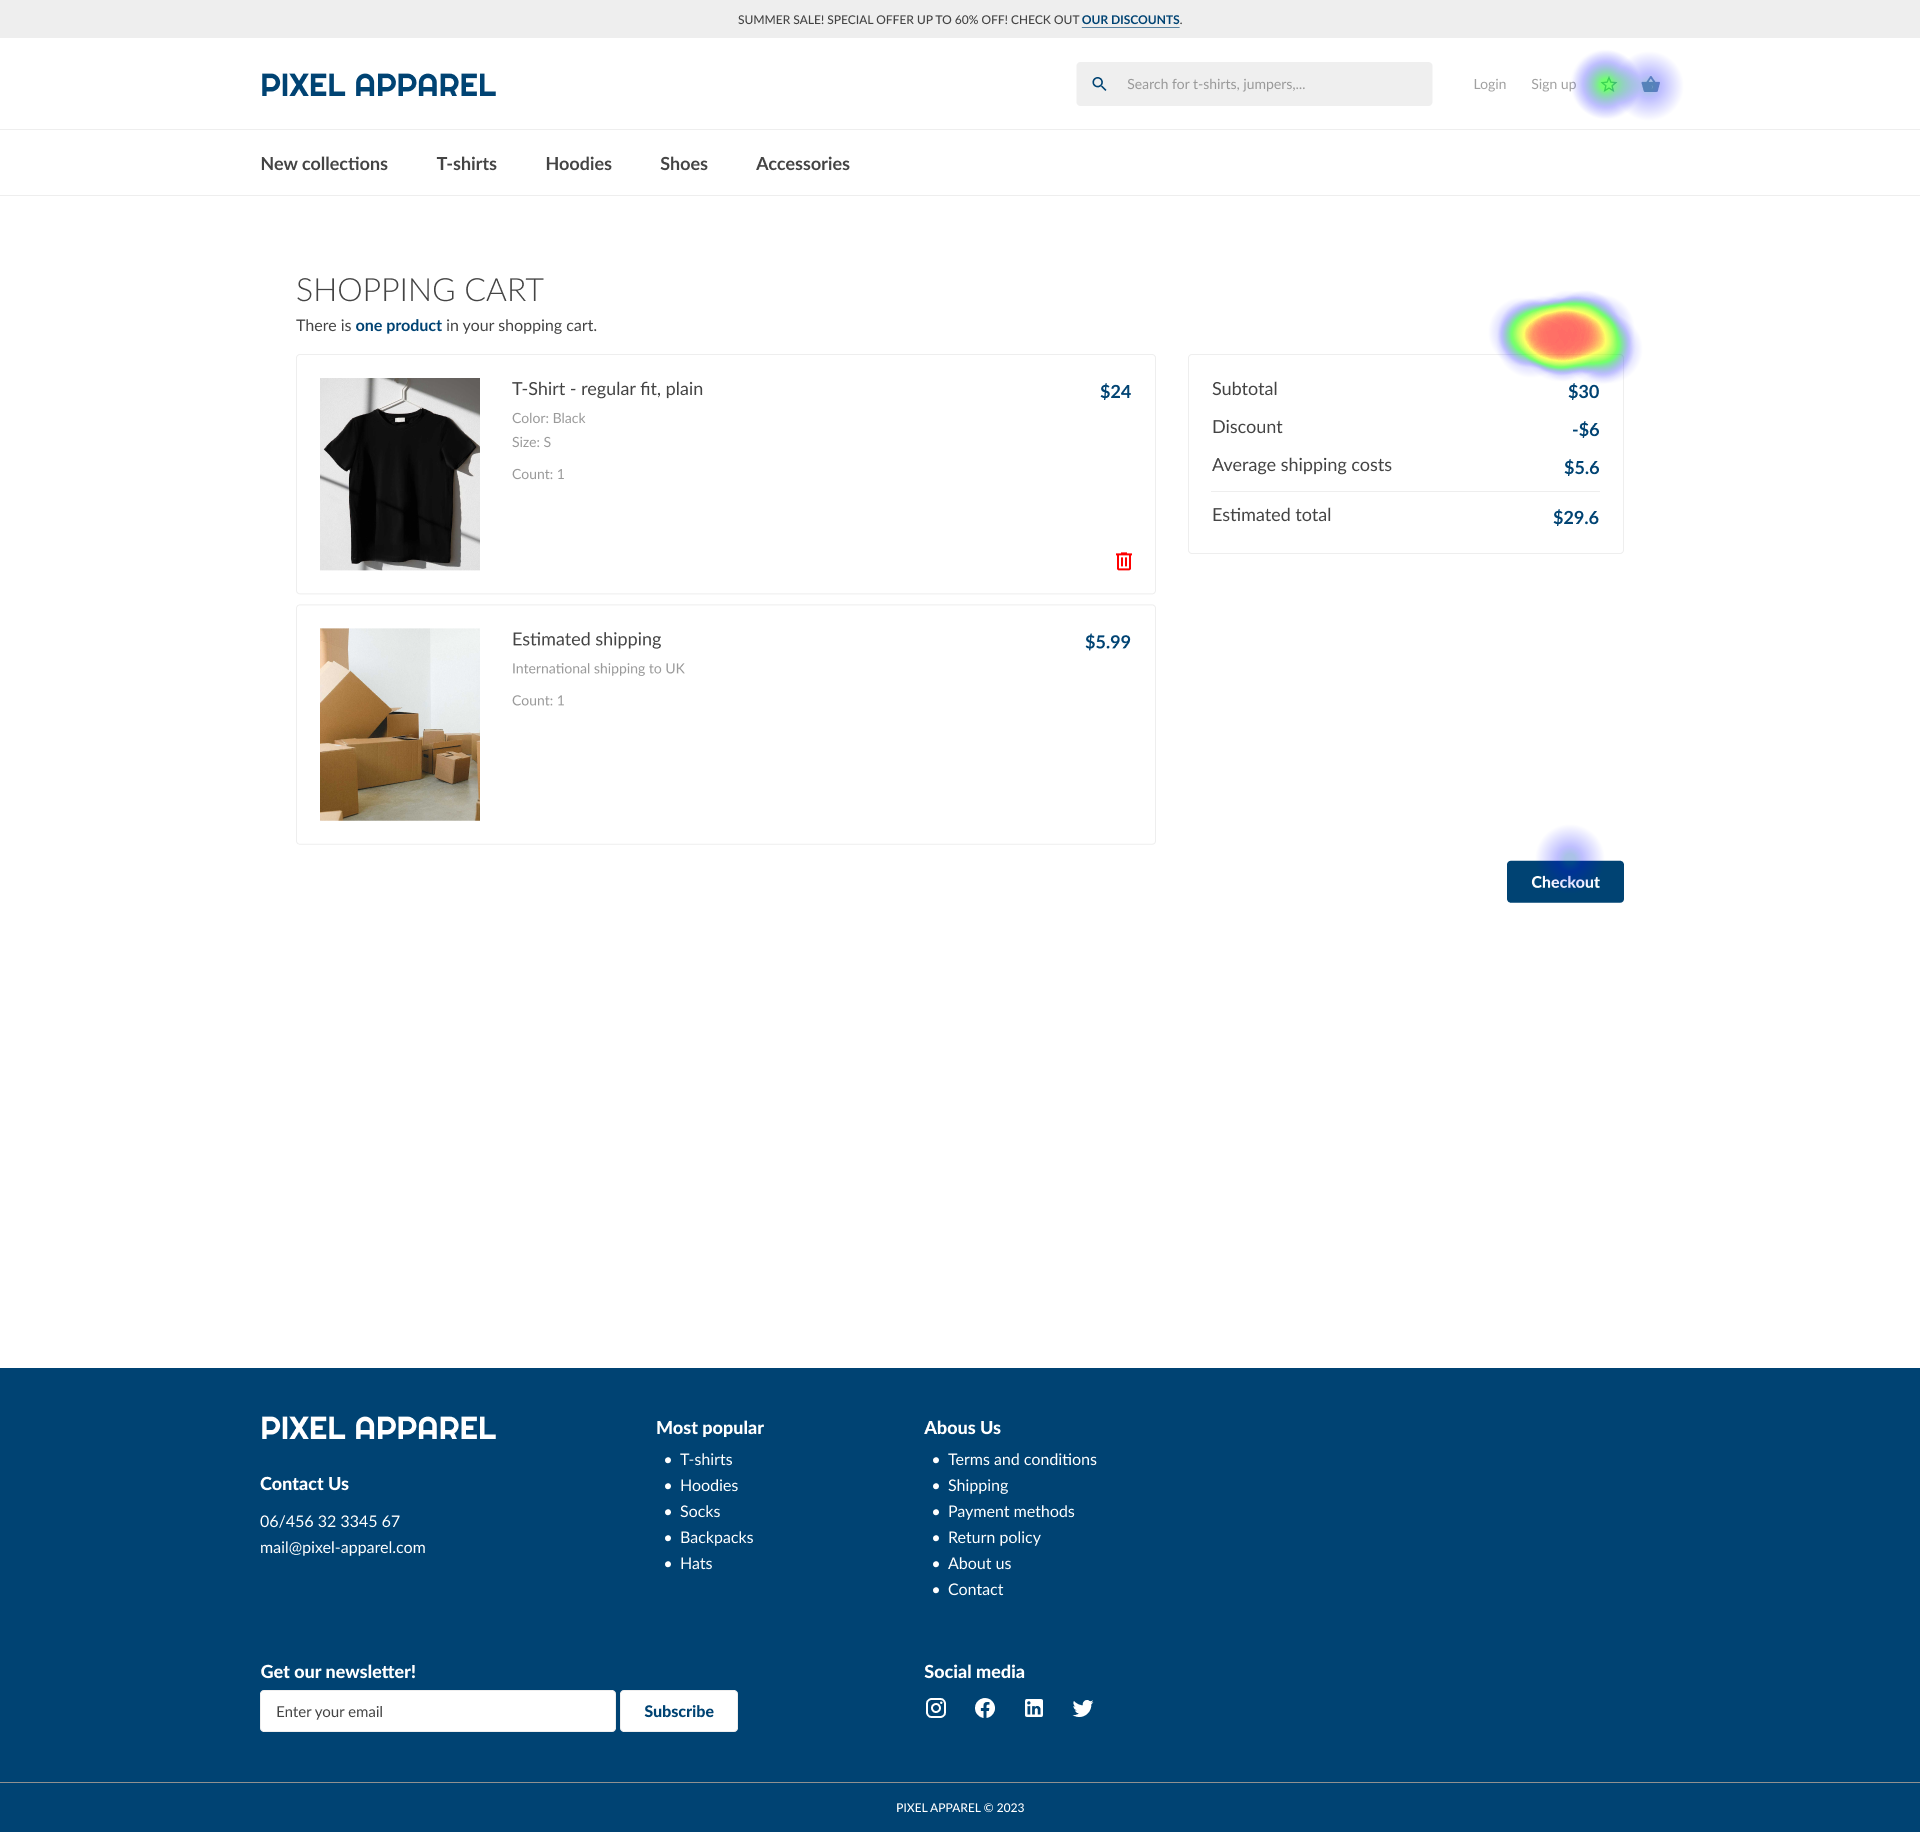 SUMMER SALE! SPECIAL OFFER UP TO 60% OFF! CHECK OUT OUR DISCOUNTS.
PIXEL APPAREL
Search for t-shirts, jumpers,...
Login
Sign up
New collections
T-shirts
Hoodies
Shoes
Accessories
SHOPPING CART
There is one product in your shopping cart.
T-Shirt - regular fit, plain
$24
Color: Black
Size: S
Count: 1
Estimated shipping
$5.99
International shipping to UK
Count: 1
Subtotal $30
Discount -$6
Average shipping costs $5.6
Estimated total $29.6
Checkout
PIXEL APPAREL
Contact Us
06/456 32 3345 67
mail@pixel-apparel.com
Most popular
T-shirts
Hoodies
Socks
Backpacks
Hats
Abous Us
Terms and conditions
Shipping
Payment methods
Return policy
About us
Contact
Get our newsletter!
Enter your email
Subscribe
Social media
PIXEL APPAREL © 2023